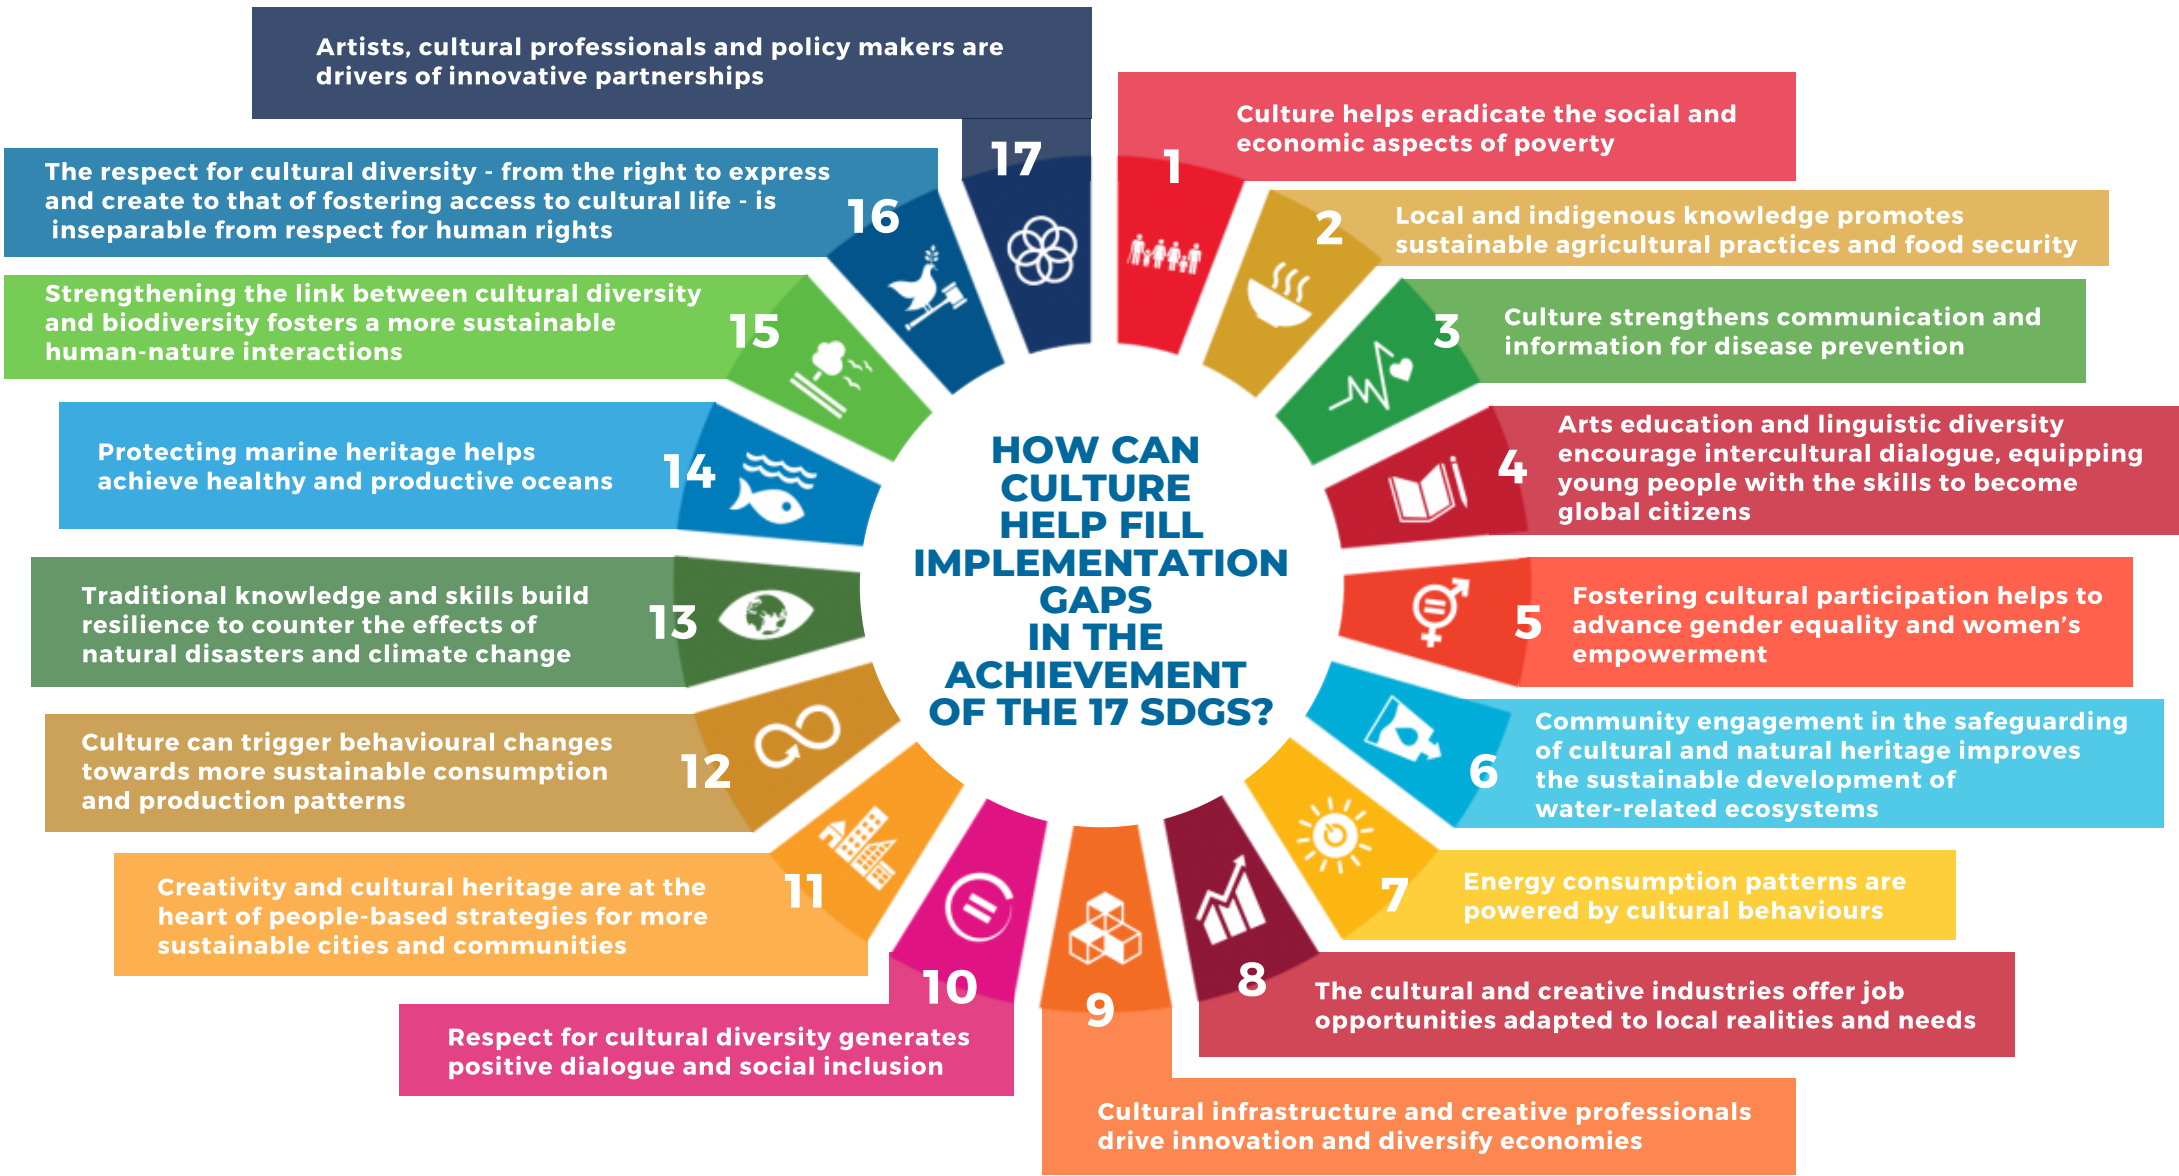 HOW CAN
CULTURE
HELP FILL
IMPLEMENTATION
GAPS
IN THE
ACHIEVEMENT
OF THE 17 SDGS?
1
Culture helps eradicate the social and
economic aspects of poverty
2
Local and indigenous knowledge promotes
sustainable agricultural practices and food security
3
Culture strengthens communication and
information for disease prevention
4
Arts education and linguistic diversity
encourage intercultural dialogue, equipping
young people with the skills to become
global citizens
5
Fostering cultural participation helps to
advance gender equality and women’s
empowerment
6
Community engagement in the safeguarding
of cultural and natural heritage improves
the sustainable development of
water-related ecosystems
7
Energy consumption patterns are
powered by cultural behaviours
8
The cultural and creative industries offer job
opportunities adapted to local realities and needs
9
Cultural infrastructure and creative professionals
drive innovation and diversify economies
10
Respect for cultural diversity generates
positive dialogue and social inclusion
11
Creativity and cultural heritage are at the
heart of people-based strategies for more
sustainable cities and communities
12
Culture can trigger behavioural changes
towards more sustainable consumption
and production patterns
13
Traditional knowledge and skills build
resilience to counter the effects of
natural disasters and climate change
14
Protecting marine heritage helps
achieve healthy and productive oceans
15
Strengthening the link between cultural diversity
and biodiversity fosters a more sustainable
human-nature interactions
16
The respect for cultural diversity - from the right to express
and create to that of fostering access to cultural life - is
inseparable from respect for human rights
17
Artists, cultural professionals and policy makers are
drivers of innovative partnerships